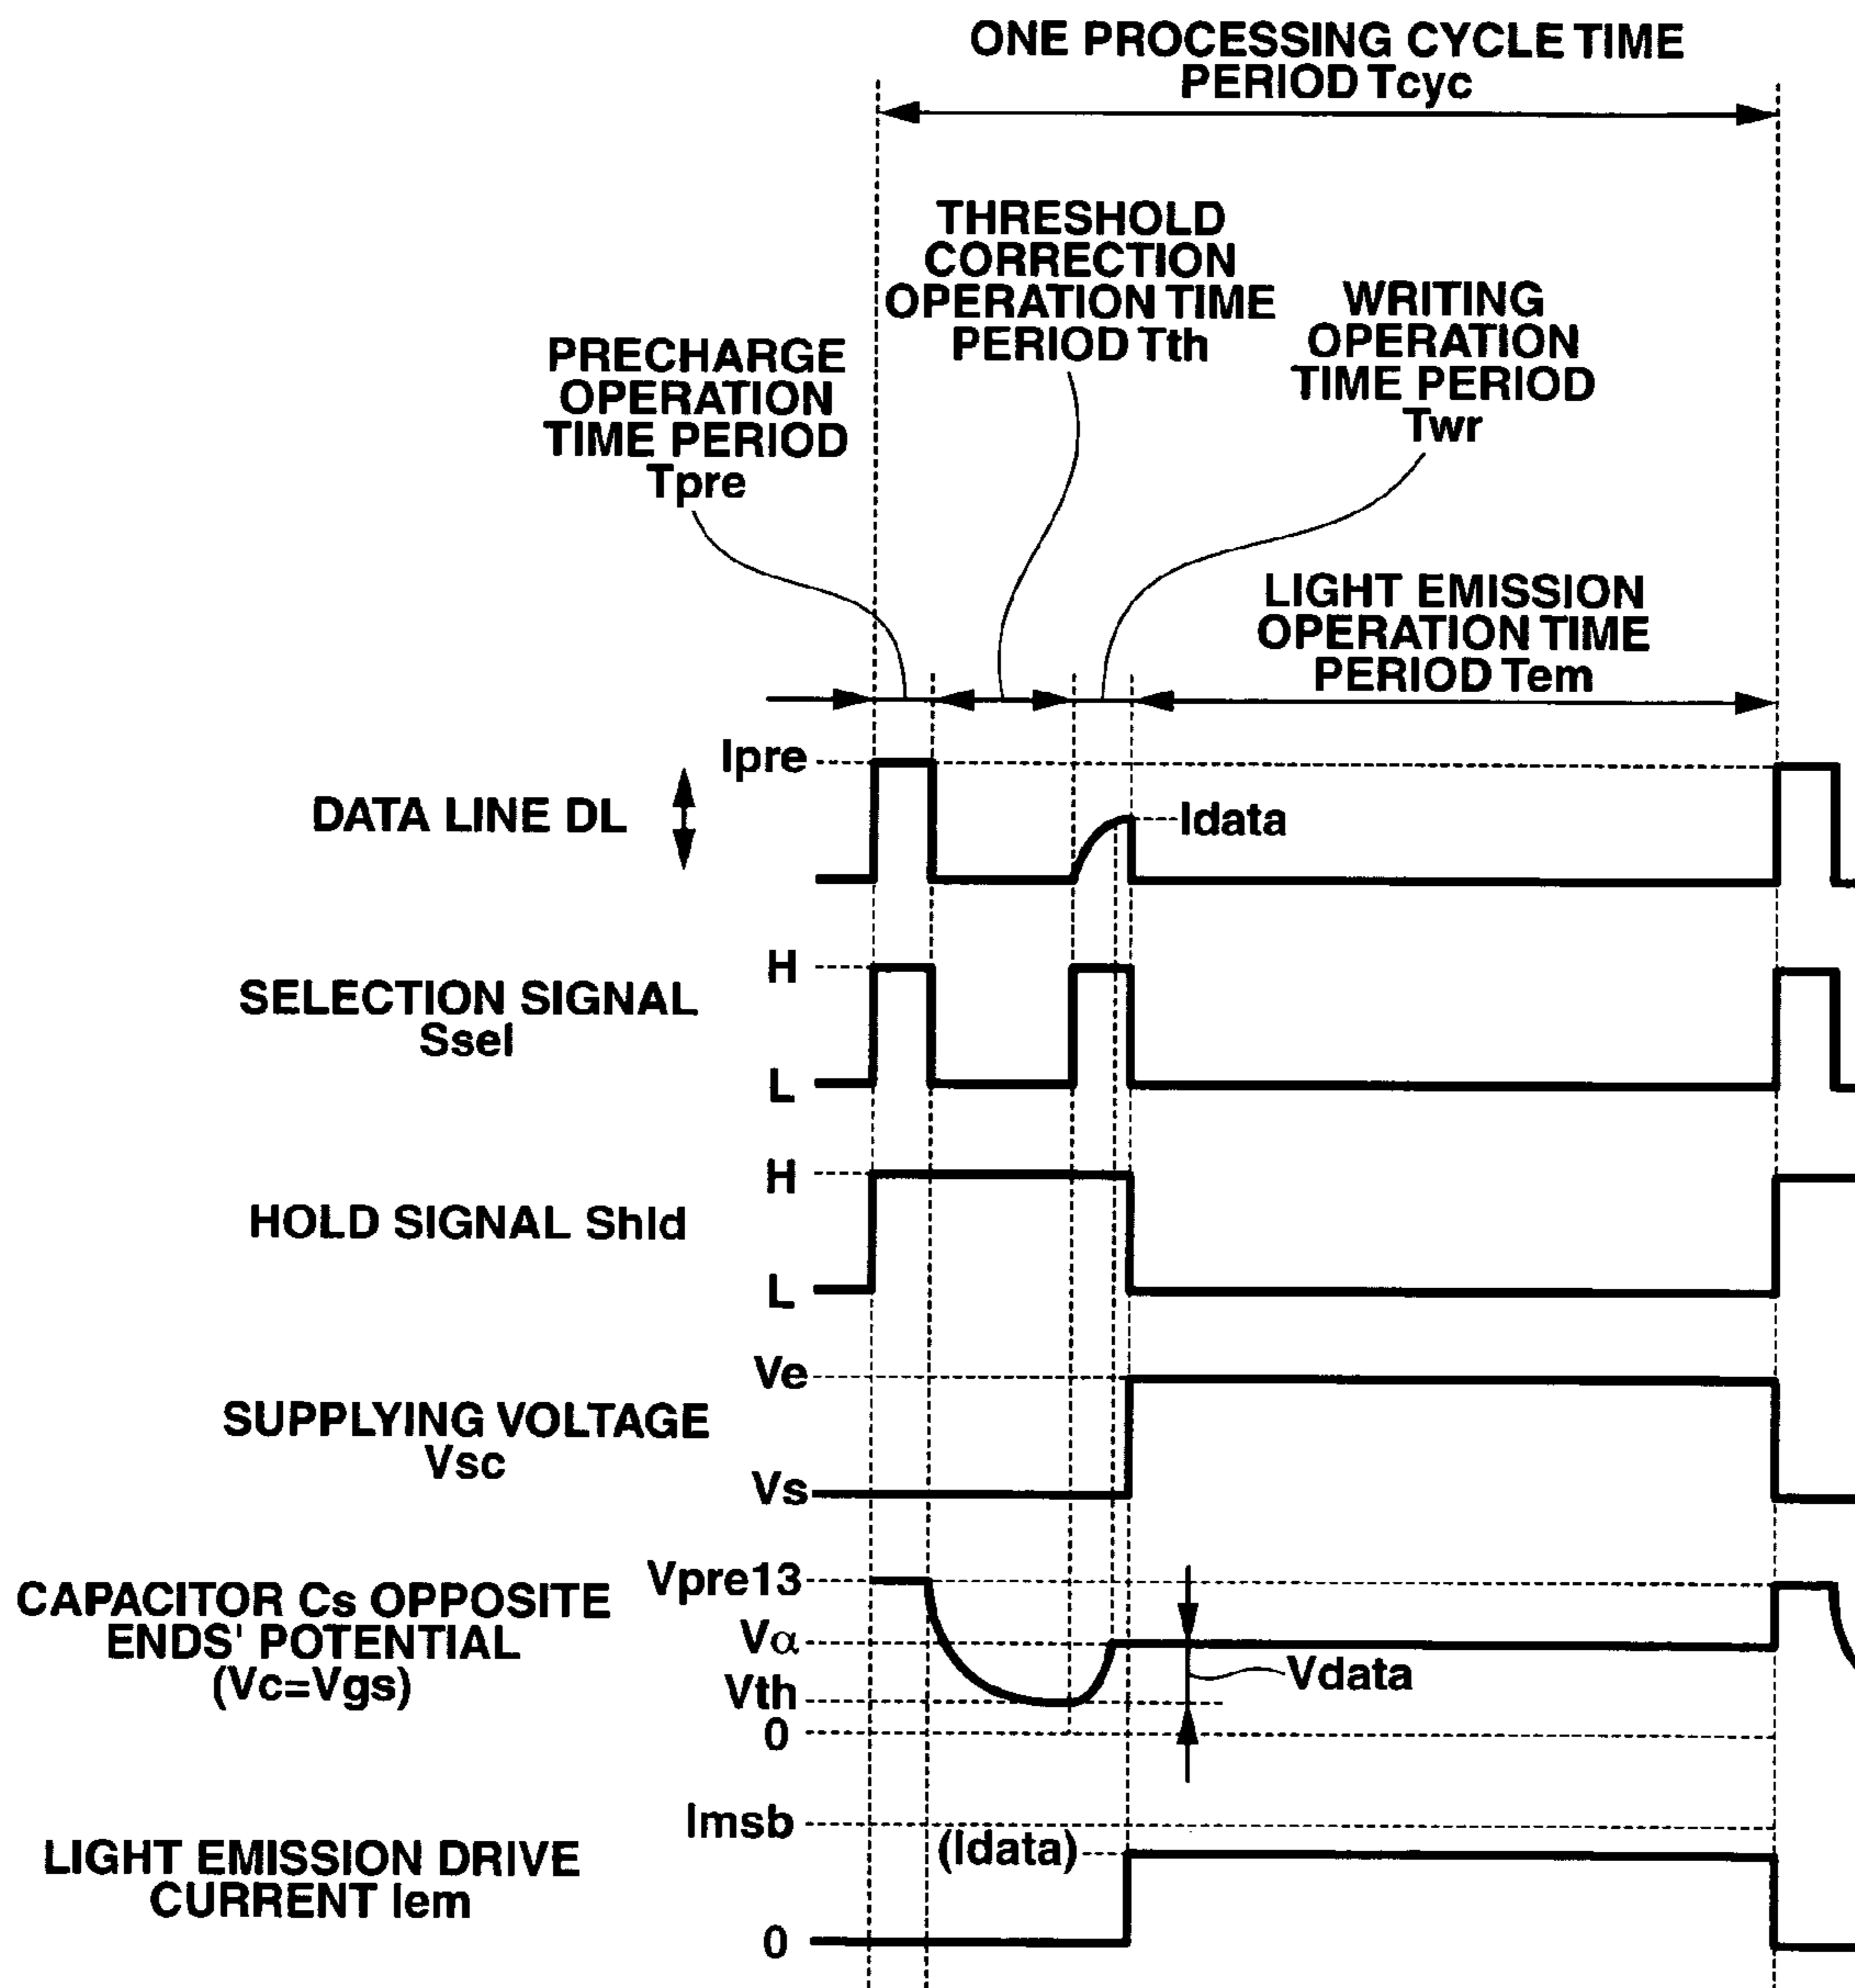 ONE PROCESSING CYCLE TIME
PERIOD Tcyc
THRESHOLD
CORRECTION
OPERATION TIME
PERIOD Tth
WRITING
OPERATION
TIME PERIOD
Twr
PRECHARGE
OPERATION
TIME PERIOD
Tpre
LIGHT EMISSION
OPERATION TIME
PERIOD Tem
Ipre
DATA LINE DL
Idata
H
SELECTION SIGNAL
Ssel
L
H
HOLD SIGNAL Shld
L
Ve
SUPPLYING VOLTAGE
Vsc
Vs
Vpre13
CAPACITOR Cs OPPOSITE
ENDS' POTENTIAL
(Vc=Vgs)
Vα
Vdata
Vth
0
Imsb
(Idata)
LIGHT EMISSION DRIVE
CURRENT Iem
0